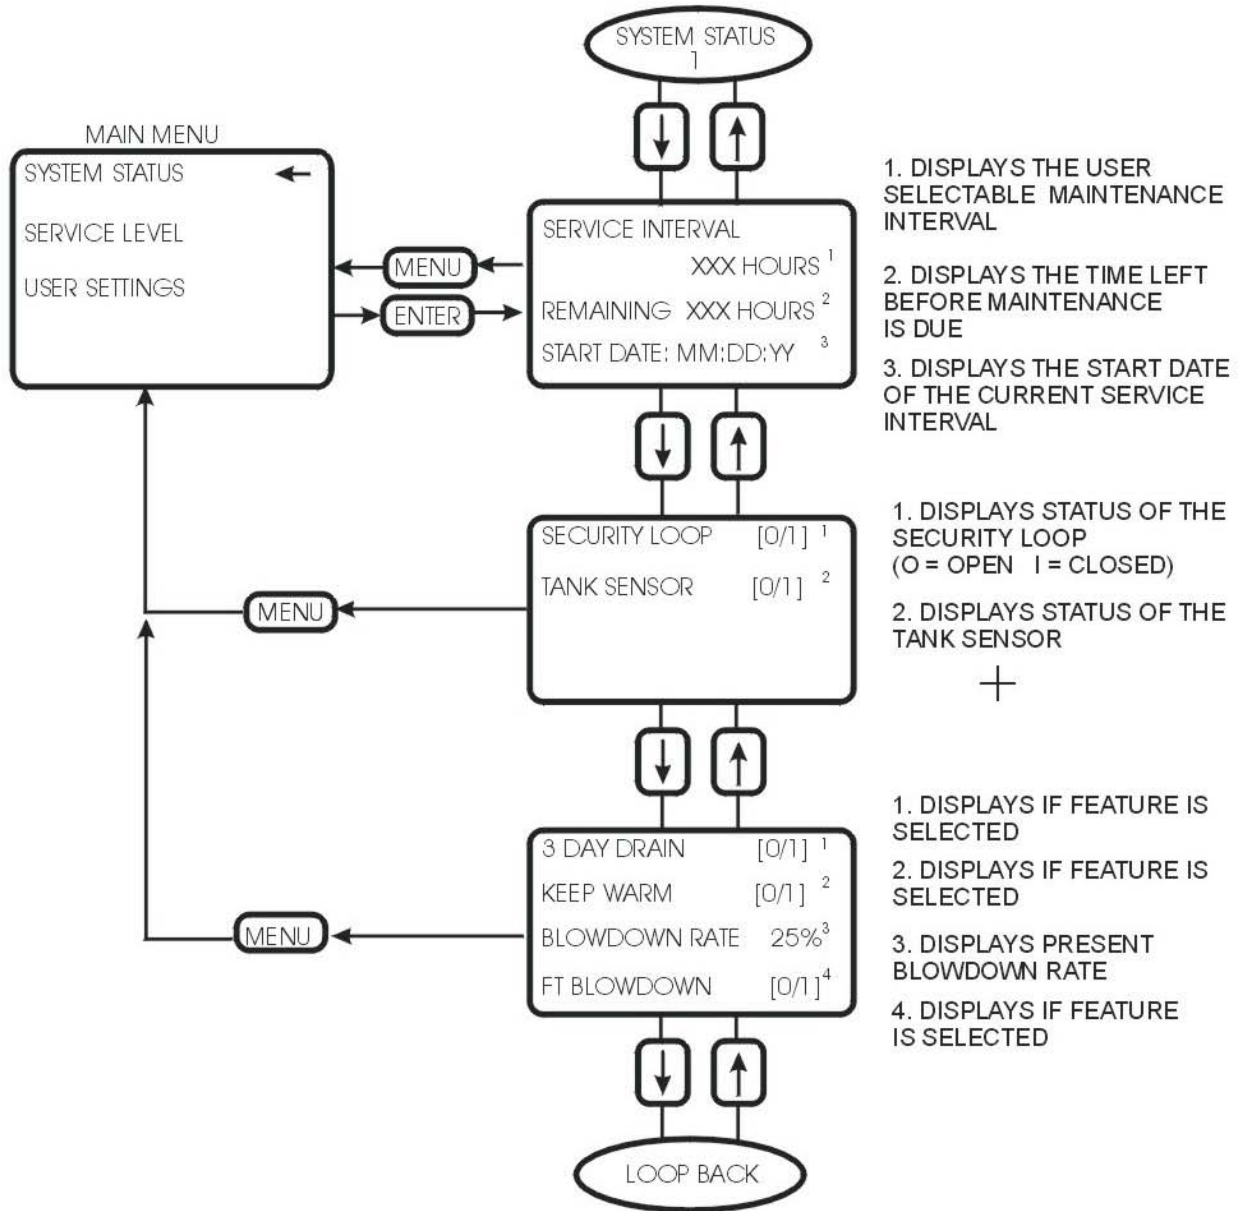 SYSTEM STATUS
1
MAIN MENU
SYSTEM STATUS
SERVICE LEVEL
USER SETTINGS
MENU
ENTER
SERVICE INTERVAL
XXX HOURS 1
REMAINING XXX HOURS 2
START DATE: MM:DD:YY 3
1. DISPLAYS THE USER
SELECTABLE MAINTENANCE
INTERVAL
2. DISPLAYS THE TIME LEFT
BEFORE MAINTENANCE
IS DUE
3. DISPLAYS THE START DATE
OF THE CURRENT SERVICE
INTERVAL
SECURITY LOOP [0/1] 1
TANK SENSOR [0/1] 2
MENU
1. DISPLAYS STATUS OF THE
SECURITY LOOP
(O = OPEN I = CLOSED)
2. DISPLAYS STATUS OF THE
TANK SENSOR
3 DAY DRAIN [0/1] 1
KEEP WARM [0/1] 2
BLOWDOWN RATE 25% 3
FT BLOWDOWN [0/1] 4
MENU
1. DISPLAYS IF FEATURE IS
SELECTED
2. DISPLAYS IF FEATURE IS
SELECTED
3. DISPLAYS PRESENT
BLOWDOWN RATE
4. DISPLAYS IF FEATURE
IS SELECTED
LOOP BACK